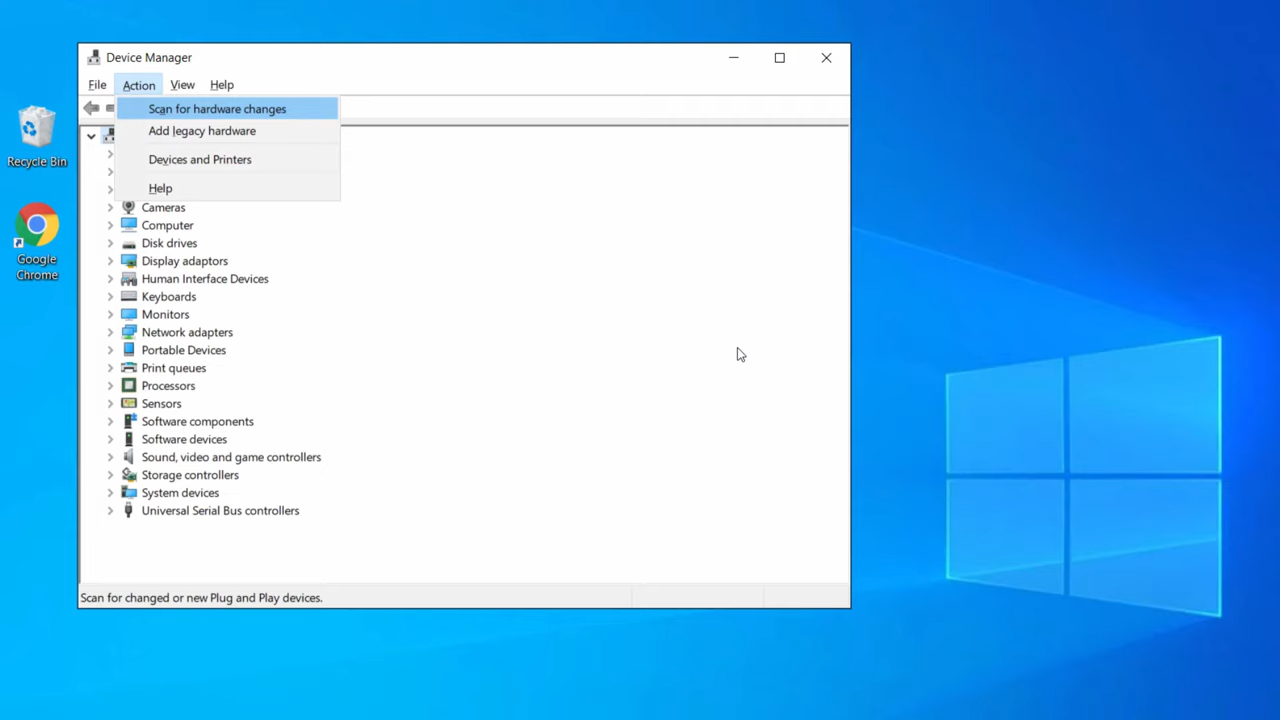 Device Manager
File Action View Help
Scan for hardware changes
Add legacy hardware
Devices and Printers
Help
Cameras
Computer
Disk drives
Display adaptors
Human Interface Devices
Keyboards
Monitors
Network adapters
Portable Devices
Print queues
Processors
Sensors
Software components
Software devices
Sound, video and game controllers
Storage controllers
System devices
Universal Serial Bus controllers
Scan for changed or new Plug and Play devices.
Recycle Bin
Google
Chrome